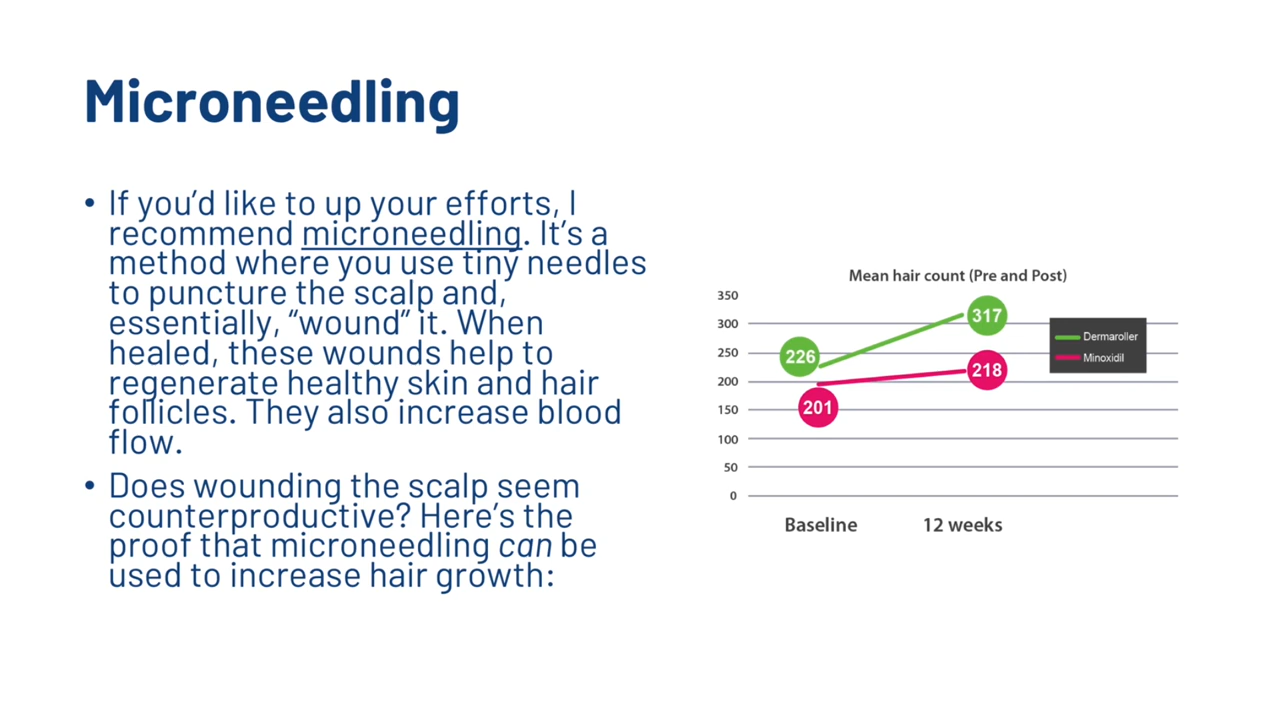 Microneedling
• If you’d like to up your efforts, I
recommend microneedling. It’s a
method where you use tiny needles
to puncture the scalp and,
essentially, “wound” it. When
healed, these wounds help to
regenerate healthy skin and hair
follicles. They also increase blood
flow.
• Does wounding the scalp seem
counterproductive? Here’s the
proof that microneedling can be
used to increase hair growth:
Mean hair count (Pre and Post)
350
300
250
200
150
100
50
0
226
317
201
218
Dermaroller
Minoxidil
Baseline
12 weeks